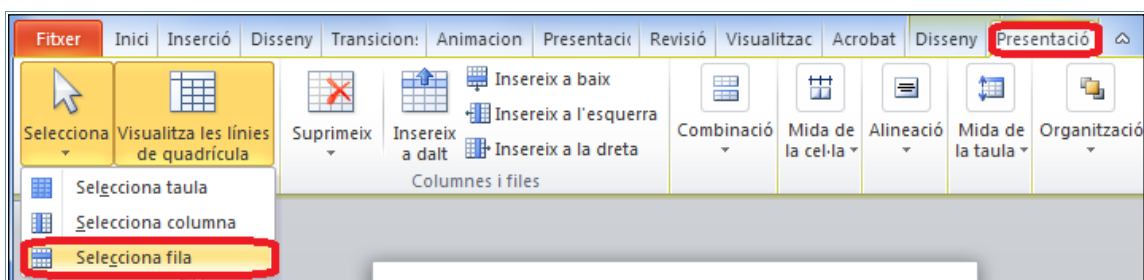 Fitxer Inici Inserció Disseny Transicion: Animacion Presentacic Revisió Visualitzac Acrobat Disseny Presentació
Selecciona
Visualitza les línies
de quadrícula
Suprimeix
Insereix
a dalt
Insereix a baix
Insereix a l'esquerra
Insereix a la dreta
Columnes i files
Combinació
Mida de
la cel·la
Alineació
Mida de
la taula
Organització
Selecciona taula
Selecciona columna
Selecciona fila